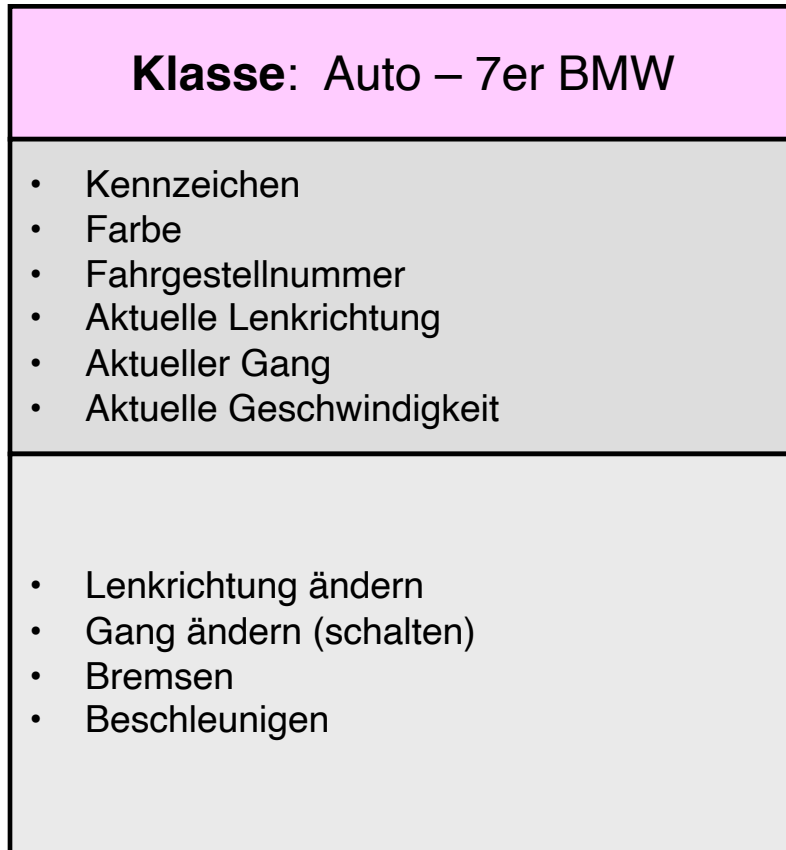 Klasse: Auto – 7er BMW
• Kennzeichen
• Farbe
• Fahrgestellnummer
• Aktuelle Lenkrichtung
• Aktueller Gang
• Aktuelle Geschwindigkeit
• Lenkrichtung ändern
• Gang ändern (schalten)
• Bremsen
• Beschleunigen